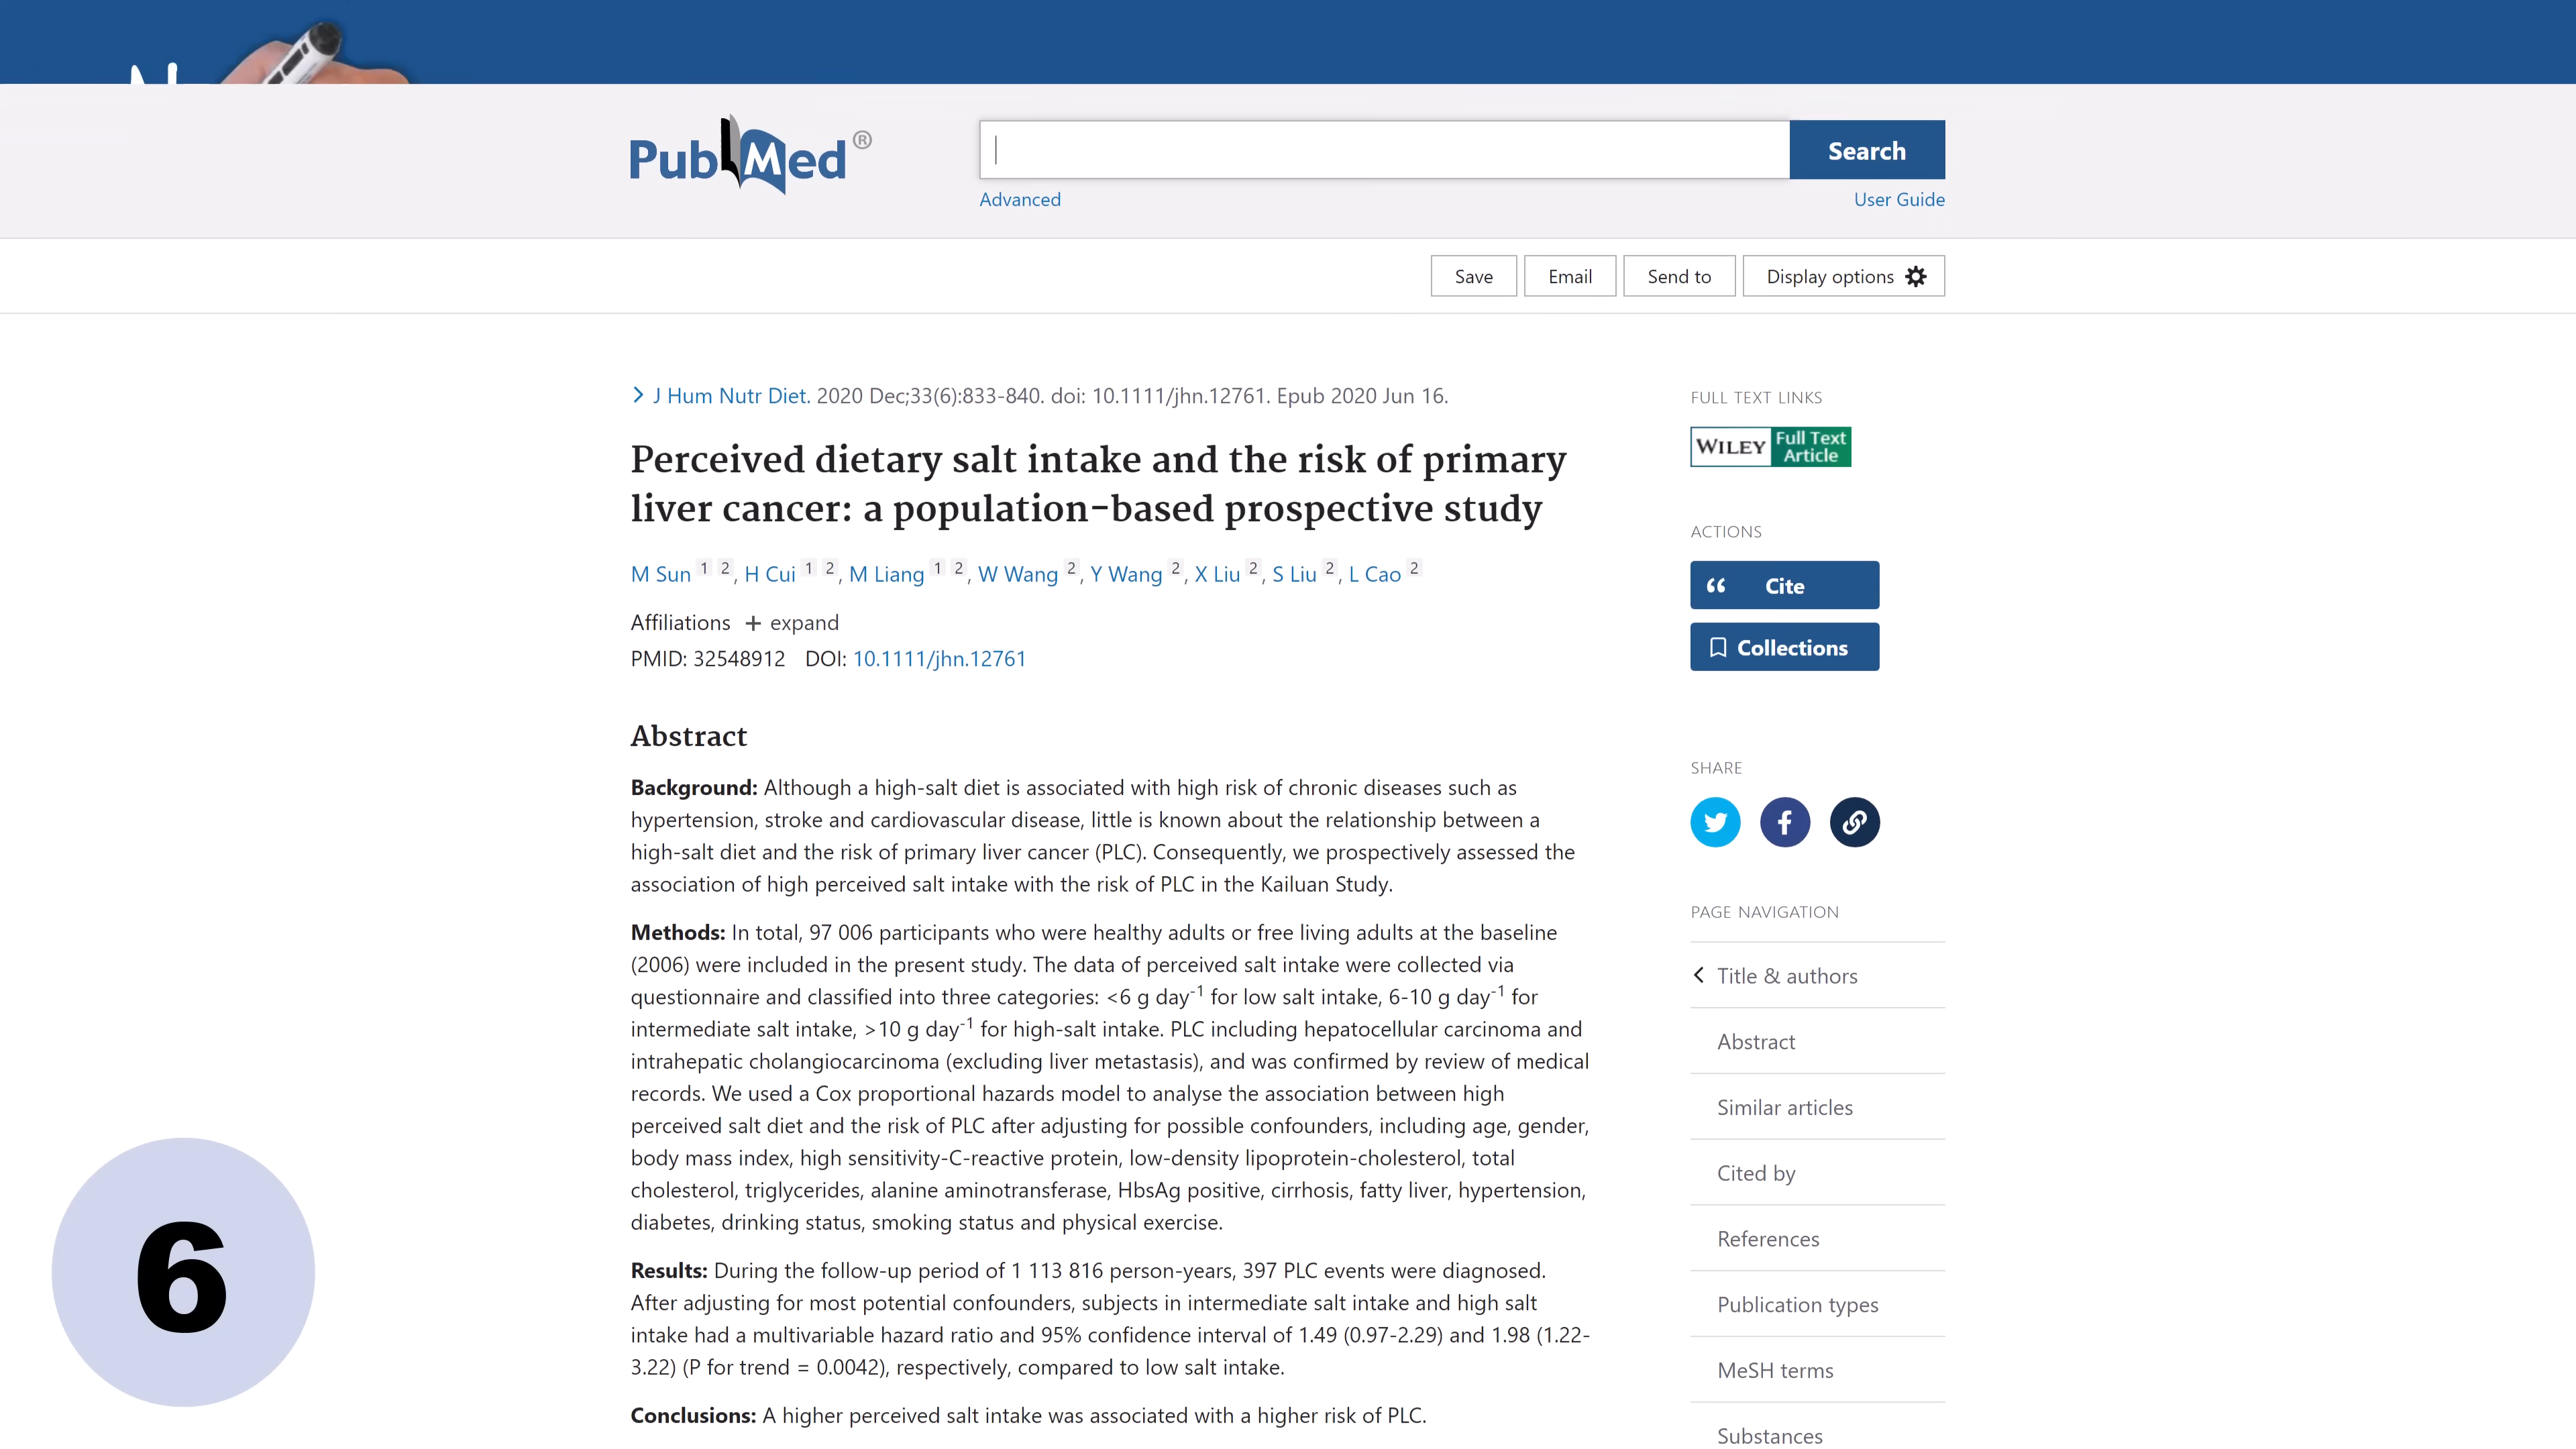 PubMed®
Search
Advanced
User Guide
Save
Email
Send to
Display options
J Hum Nutr Diet. 2020 Dec;33(6):833-840. doi: 10.1111/jhn.12761. Epub 2020 Jun 16.
Perceived dietary salt intake and the risk of primary
liver cancer: a population-based prospective study
M Sun 1 2, H Cui 1 2, M Liang 1 2, W Wang 2, Y Wang 2, X Liu 2, S Liu 2, L Cao 2
Affiliations + expand
PMID: 32548912 DOI: 10.1111/jhn.12761
Abstract
Background: Although a high-salt diet is associated with high risk of chronic diseases such as
hypertension, stroke and cardiovascular disease, little is known about the relationship between a
high-salt diet and the risk of primary liver cancer (PLC). Consequently, we prospectively assessed the
association of high perceived salt intake with the risk of PLC in the Kailuan Study.
Methods: In total, 97 006 participants who were healthy adults or free living adults at the baseline
(2006) were included in the present study. The data of perceived salt intake were collected via
questionnaire and classified into three categories: <6 g day-1 for low salt intake, 6-10 g day-1 for
intermediate salt intake, >10 g day-1 for high-salt intake. PLC including hepatocellular carcinoma and
intrahepatic cholangiocarcinoma (excluding liver metastasis), and was confirmed by review of medical
records. We used a Cox proportional hazards model to analyse the association between high
perceived salt diet and the risk of PLC after adjusting for possible confounders, including age, gender,
body mass index, high sensitivity-C-reactive protein, low-density lipoprotein-cholesterol, total
cholesterol, triglycerides, alanine aminotransferase, HbsAg positive, cirrhosis, fatty liver, hypertension,
diabetes, drinking status, smoking status and physical exercise.
Results: During the follow-up period of 1 113 816 person-years, 397 PLC events were diagnosed.
After adjusting for most potential confounders, subjects in intermediate salt intake and high salt
intake had a multivariable hazard ratio and 95% confidence interval of 1.49 (0.97-2.29) and 1.98 (1.22-
3.22) (P for trend = 0.0042), respectively, compared to low salt intake.
Conclusions: A higher perceived salt intake was associated with a higher risk of PLC.
FULL TEXT LINKS
WILEY Full Text
Article
ACTIONS
Cite
Collections
SHARE
PAGE NAVIGATION
Title & authors
Abstract
Similar articles
Cited by
References
Publication types
MeSH terms
Substances
6